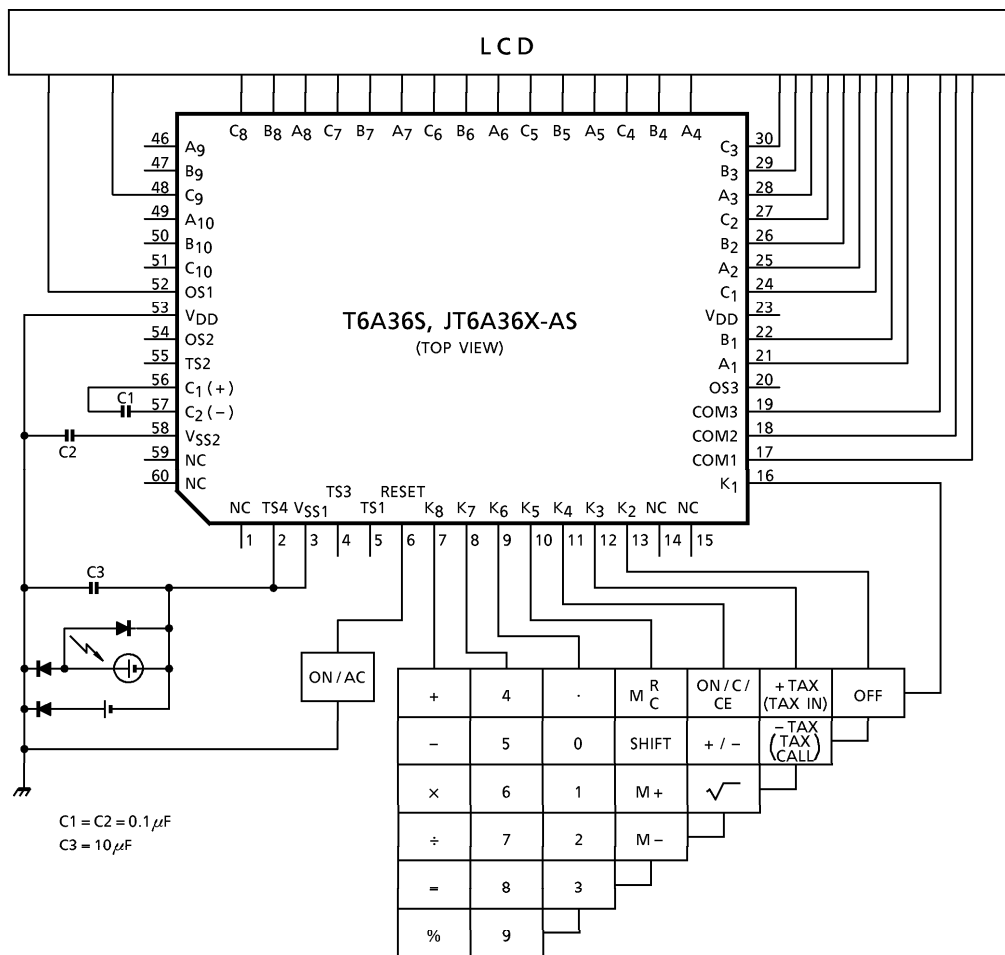 LCD
C8 B8 A8 C7 B7 A7 C6 B6 A6 C5 B5 A5 C4 B4 A4
46 A9
47 B9
48 C9
49 A10
50 B10
51 C10
52 OS1
53 VDD
54 OS2
55 TS2
56 C1 (+)
57 C2 (−)
58 VSS2
59 NC
60 NC
C1
C2
T6A36S, JT6A36X-AS
(TOP VIEW)
C3 30
B3 29
A3 28
C2 27
B2 26
A2 25
C1 24
VDD 23
B1 22
A1 21
OS3 20
COM3 19
COM2 18
COM1 17
K1 16
NC TS4 VSS1 TS3 TS1 RESET K8 K7 K6 K5 K4 K3 K2 NC NC
1 2 3 4 5 6 7 8 9 10 11 12 13 14 15
C3
ON / AC
+ 4 · M R C ON / C / CE + TAX (TAX IN) OFF
− 5 0 SHIFT + / − − TAX (TAX CALL)
× 6 1 M + √
÷ 7 2 M −
= 8 3
% 9
C1 = C2 = 0.1 μF
C3 = 10 μF